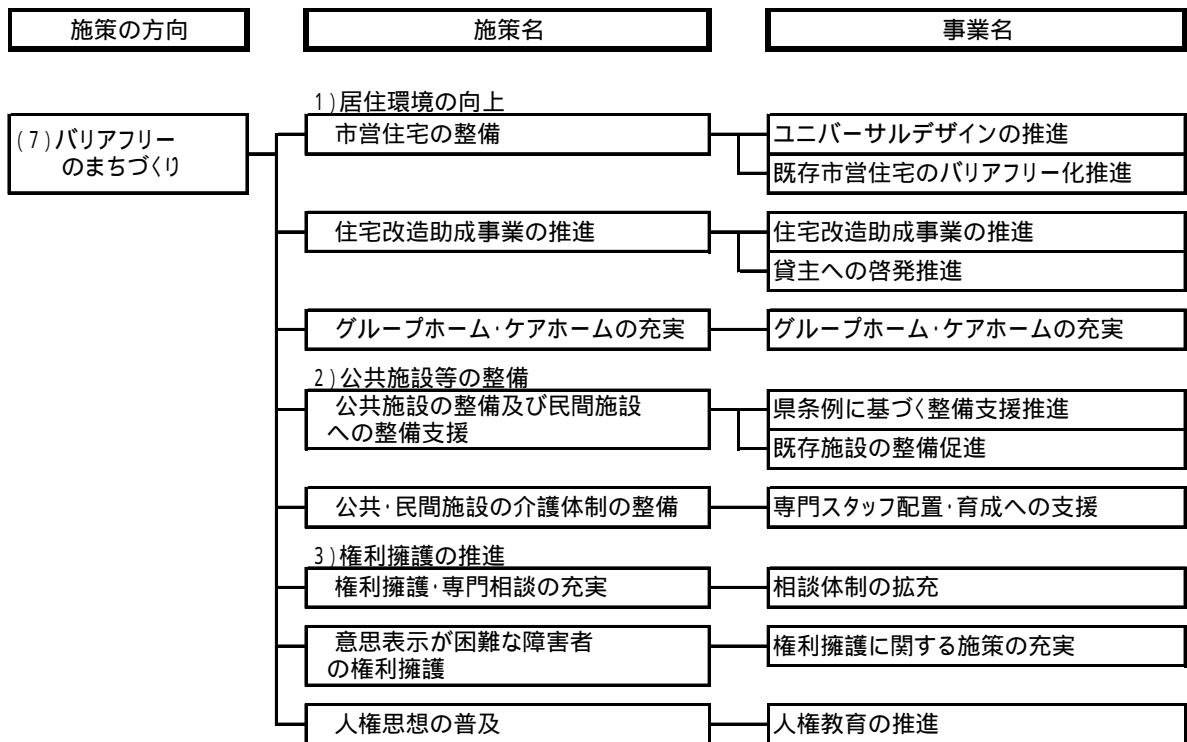 施策の方向
施策名
事業名
(7)バリアフリー
のまちづくり
1)居住環境の向上
市営住宅の整備
ユニバーサルデザインの推進
既存市営住宅のバリアフリー化推進
住宅改造助成事業の推進
住宅改造助成事業の推進
貸主への啓発推進
グループホーム・ケアホームの充実
グループホーム・ケアホームの充実
2)公共施設等の整備
公共施設の整備及び民間施設
への整備支援
県条例に基づく整備支援推進
既存施設の整備促進
公共・民間施設の介護体制の整備
専門スタッフ配置・育成への支援
3)権利擁護の推進
権利擁護・専門相談の充実
相談体制の拡充
意思表示が困難な障害者
の権利擁護
権利擁護に関する施策の充実
人権思想の普及
人権教育の推進